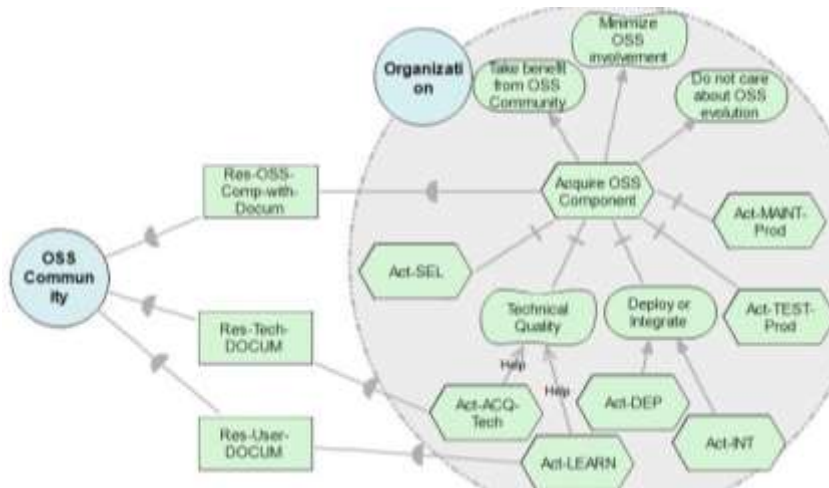 Minimize
OSS
involvement
Organizati
on
Take benefit
from OSS
Community
Do not care
about OSS
evolution
Res-OSS-
Comp-with-
Docum
Acquire OSS
Component
Act-MAINT-
Prod
OSS
Commun
ity
Act-SEL
Technical
Quality
Deploy or
Integrate
Act-TEST-
Prod
Res-Tech-
DOCUM
Help
Help
Act-ACQ-
Tech
Act-DEP
Res-User-
DOCUM
Act-LEARN
Act-INT